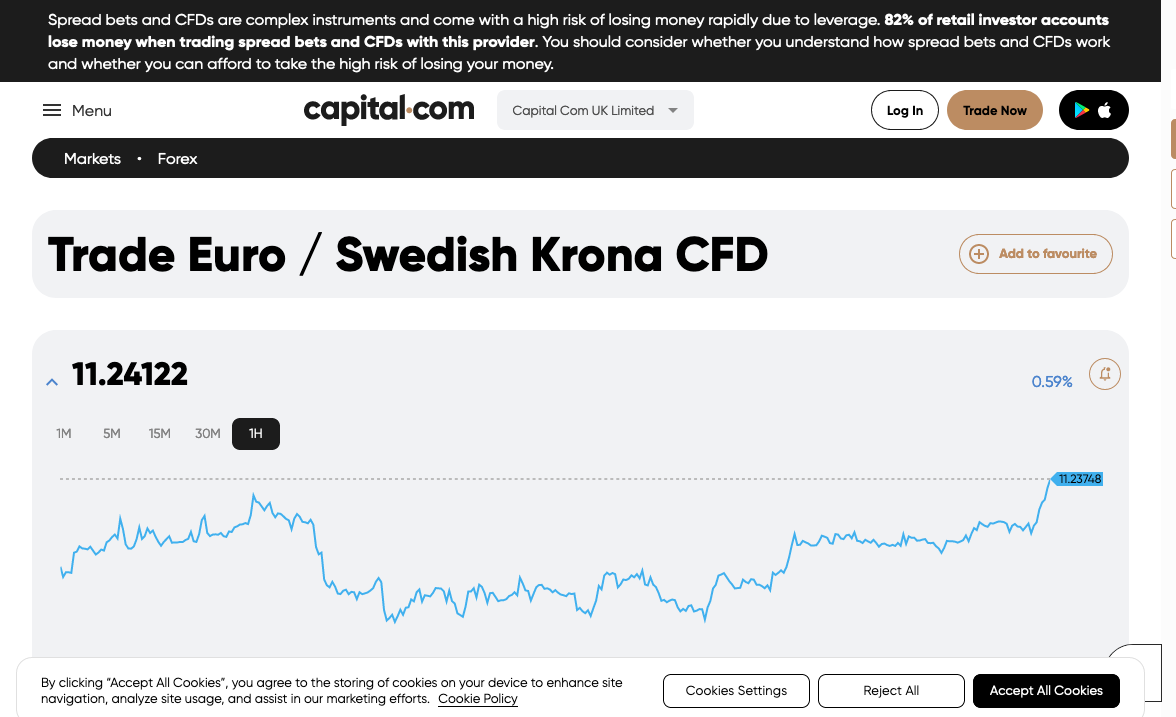 Spread bets and CFDs are complex instruments and come with a high risk of losing money rapidly due to leverage. 82% of retail investor accounts
lose money when trading spread bets and CFDs with this provider. You should consider whether you understand how spread bets and CFDs work
and whether you can afford to take the high risk of losing your money.
Menu
capital.com
Capital Com UK Limited
Log In
Trade Now
Markets • Forex
Trade Euro / Swedish Krona CFD
Add to favourite
11.24122
0.59%
1M 5M 15M 30M 1H
11.23748
By clicking “Accept All Cookies”, you agree to the storing of cookies on your device to enhance site
navigation, analyze site usage, and assist in our marketing efforts. Cookie Policy
Cookies Settings
Reject All
Accept All Cookies